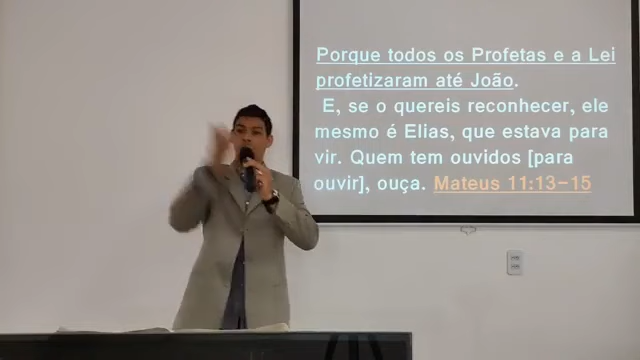 Porque todos os Profetas e a Lei
profetizaram até João.
E, se o quereis reconhecer, ele
mesmo é Elias, que estava para
vir. Quem tem ouvidos [para
ouvir], ouça. Mateus 11:13-15